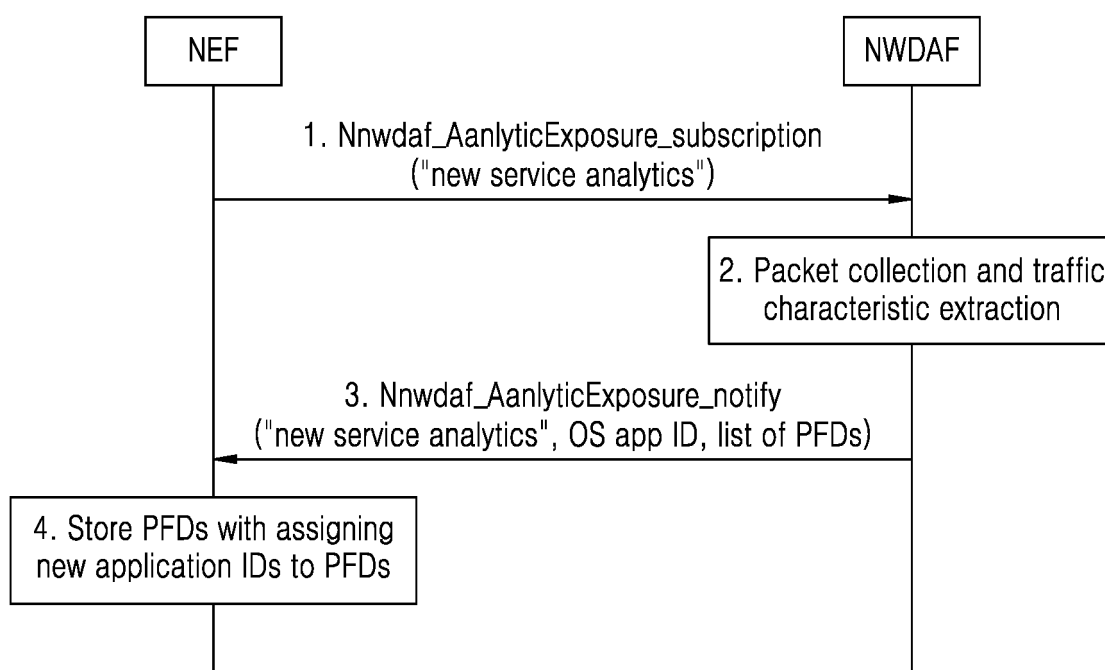 NEF
NWDAF
1. Nnwdaf_AanlyticExposure_subscription
("new service analytics")
2. Packet collection and traffic
characteristic extraction
3. Nnwdaf_AanlyticExposure_notify
("new service analytics", OS app ID, list of PFDs)
4. Store PFDs with assigning
new application IDs to PFDs